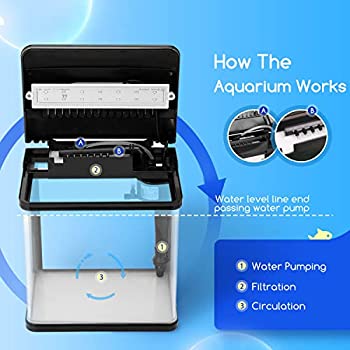 How The
Aquarium Works
A
B
A
B
2
Water level line end
passing water pump
3
1 Water Pumping
2 Filtration
3 Circulation